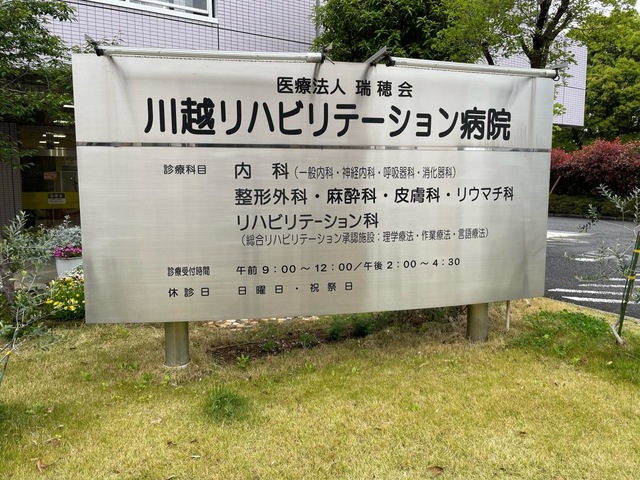 医療法人 瑞穂会
川越リハビリテーション病院
診療科目 内 科（一般内科・神経内科・呼吸器科・消化器科）
整形外科・麻酔科・皮膚科・リウマチ科
リハビリテーション科
（総合リハビリテーション承認施設：理学療法・作業療法・言語療法）
診療受付時間 午前 9：00 〜 12：00／午後 2：00 〜 4：30
休 診 日 日 曜 日 ・ 祝 祭 日